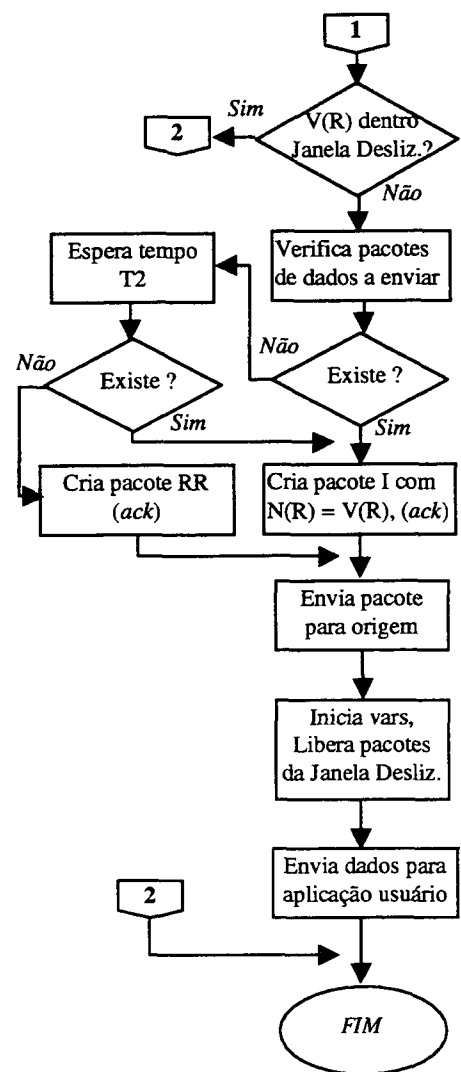 1
Sim
V(R) dentro
Janela Desliz.?
2
Não
Espera tempo
T2
Verifica pacotes
de dados a enviar
Não
Não
Existe ?
Existe ?
Sim
Sim
Cria pacote RR
(ack)
Cria pacote I com
N(R) = V(R), (ack)
Envia pacote
para origem
Inicia vars,
Libera pacotes
da Janela Desliz.
Envia dados para
aplicação usuário
2
FIM